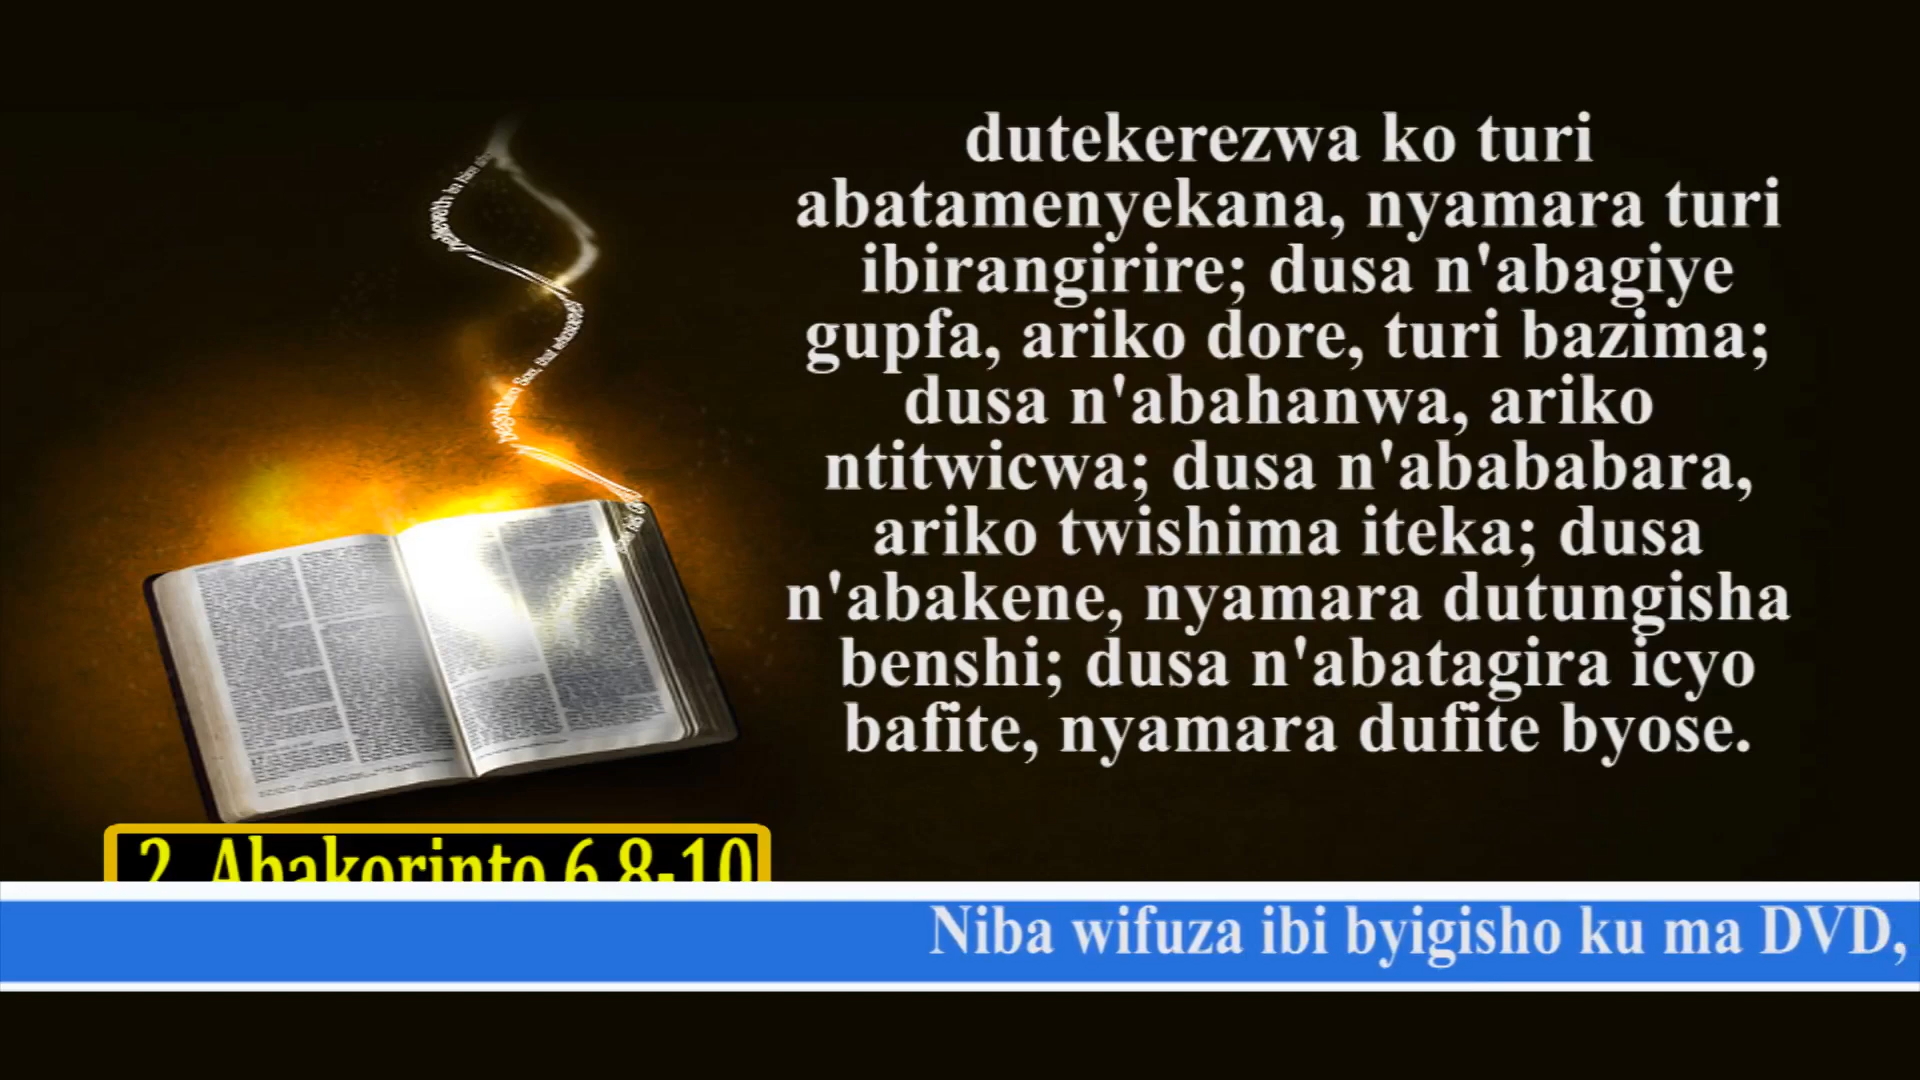 dutekerezwa ko turi
abatamenyekana, nyamara turi
ibirangirire; dusa n'abagiye
gupfa, ariko dore, turi bazima;
dusa n'abahanwa, ariko
ntitwicwa; dusa n'abababara,
ariko twishima iteka; dusa
n'abakene, nyamara dutungisha
benshi; dusa n'abatagira icyo
bafite, nyamara dufite byose.
2 Abakorinto 6 8-10
Niba wifuza ibi byigisho ku ma DVD,